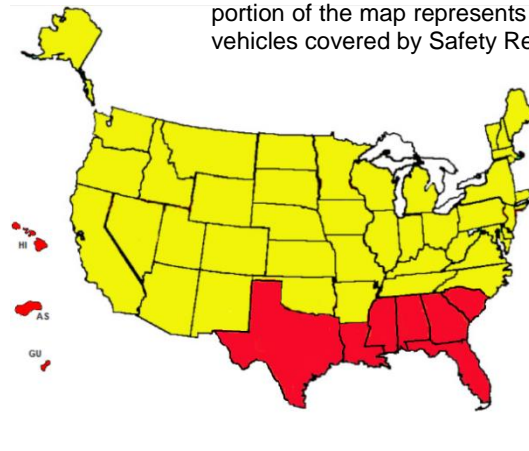 portion of the map represents
vehicles covered by Safety Re
HI
AS
GU